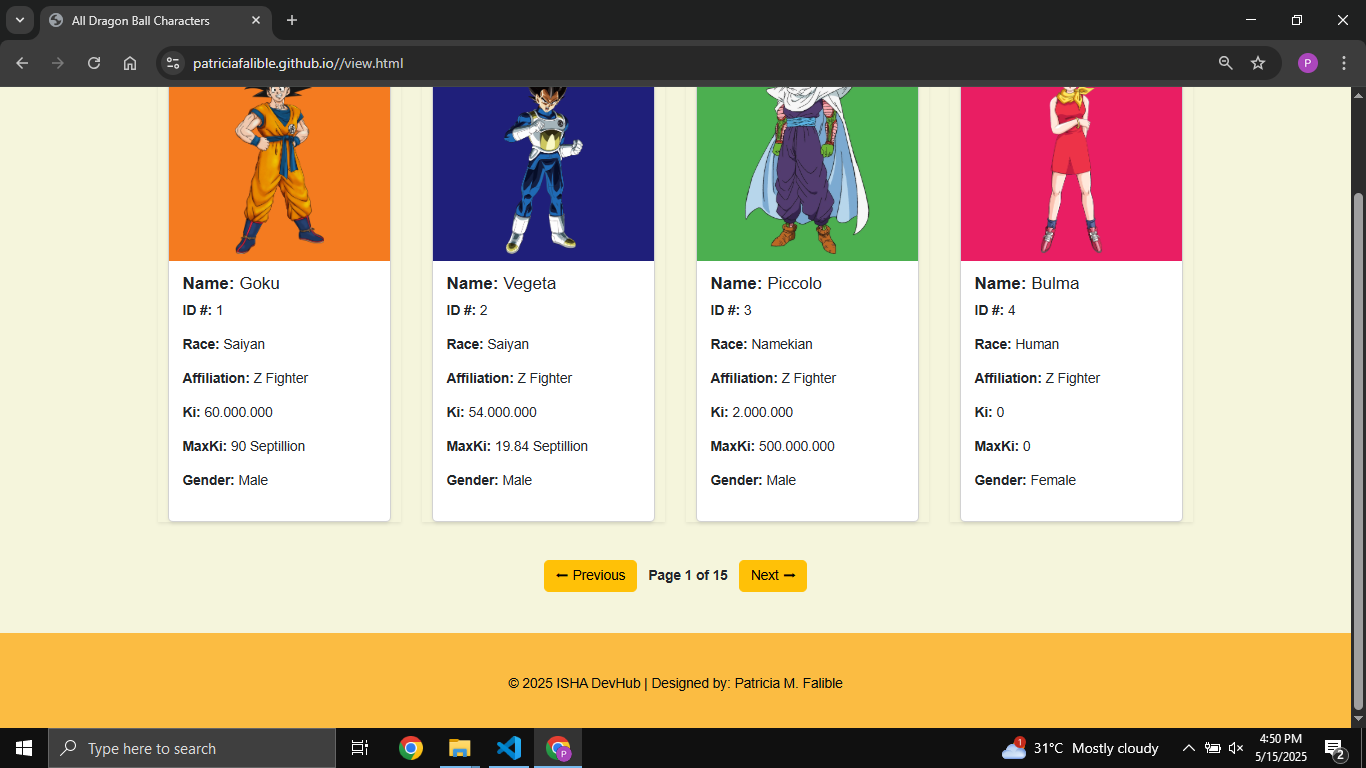 All Dragon Ball Characters
patriciafalible.github.io//view.html
P
Name: Goku
ID #: 1
Race: Saiyan
Affiliation: Z Fighter
Ki: 60.000.000
MaxKi: 90 Septillion
Gender: Male
Name: Vegeta
ID #: 2
Race: Saiyan
Affiliation: Z Fighter
Ki: 54.000.000
MaxKi: 19.84 Septillion
Gender: Male
Name: Piccolo
ID #: 3
Race: Namekian
Affiliation: Z Fighter
Ki: 2.000.000
MaxKi: 500.000.000
Gender: Male
Name: Bulma
ID #: 4
Race: Human
Affiliation: Z Fighter
Ki: 0
MaxKi: 0
Gender: Female
← Previous Page 1 of 15 Next →
© 2025 ISHA DevHub | Designed by: Patricia M. Falible
Type here to search
P
1
31°C Mostly cloudy
4:50 PM
5/15/2025
2